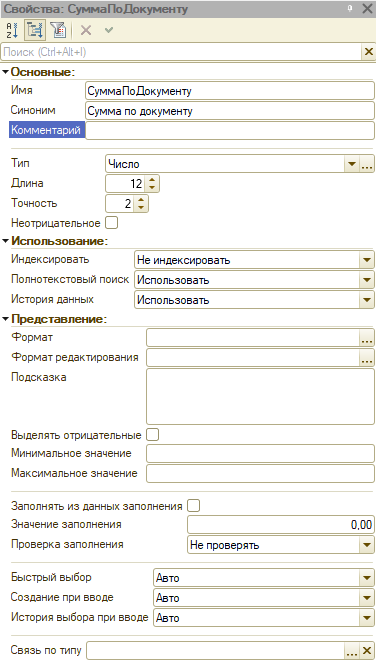 Свойства: СуммаПоДокументу
Поиск (Ctrl+Alt+I)
Основные:
Имя СуммаПоДокументу
Синоним Сумма по документу
Комментарий
Тип Число
Длина 12
Точность 2
Неотрицательное
Использование:
Индексировать Не индексировать
Полнотекстовый поиск Использовать
История данных Использовать
Представление:
Формат
Формат редактирования
Подсказка
Выделять отрицательные
Минимальное значение
Максимальное значение
Заполнять из данных заполнения
Значение заполнения 0,00
Проверка заполнения Не проверять
Быстрый выбор Авто
Создание при вводе Авто
История выбора при вводе Авто
Связь по типу